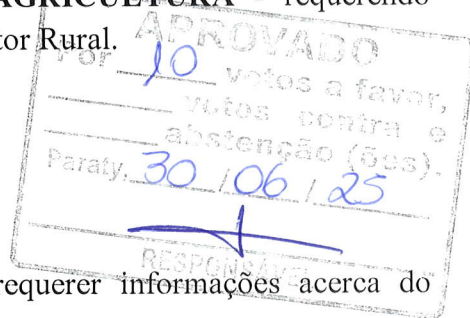 AGRICULTURA – requerendo
tor Rural.
APROVADO
Por 10 votos a favor,
votos contra e
abstenção (ões).
Paraty, 30 / 06 / 25
RESPONSÁVEL
requerer informações acerca do